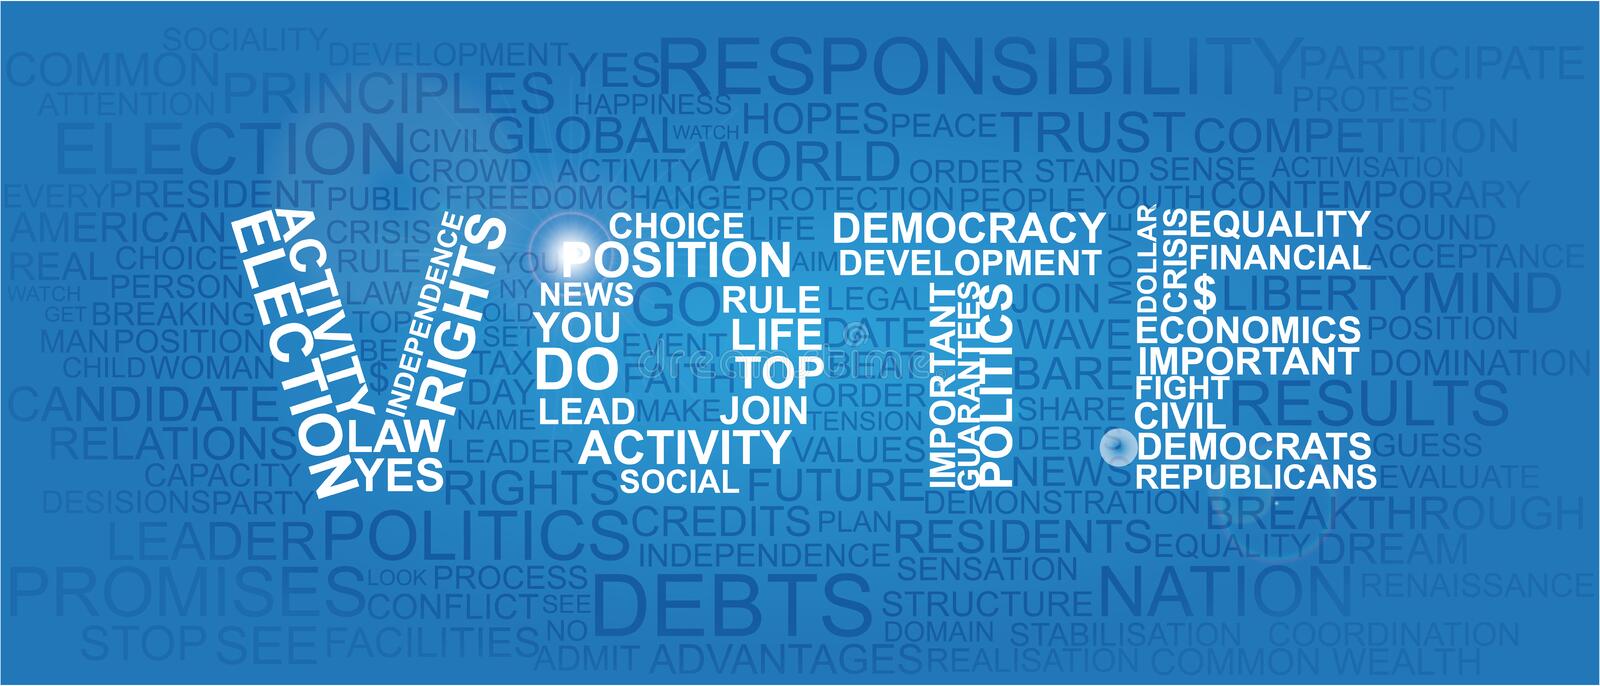 SOCIALITY DEVELOPMENT YES RESPONSIBILITY PARTICIPATE
COMMON PRINCIPLES HAPPINESS PROTEST
ATTENTION
ELECTION CIVIL GLOBAL WATCH HOPES PEACE TRUST COMPETITION
CROWD ACTIVITY WORLD ORDER STAND SENSE ACTIVISATION
EVERY PRESIDENT PUBLIC FREEDOM CHANGE PROTECTION PEOPLE YOUTH CONTEMPORARY
AMERICAN CRISIS LIFE MOVE SOUND
REAL CHOICE RULE YOU AIM ACCEPTANCE
WATCH PERSON LAW NY GO LEGAL JOIN LIBERTY MIND
GET BREAKING TOP OLD
MAN POSITION BE EVENT DATE WAVE POSITION
CHILD WOMAN $ TAX FAITH AFTER BARE DOMINATION
CANDIDATE DAY ORDER RESULTS
NAME MAKE TENSION SHARE
RELATIONS LEADER VALUES DEBT GUESS
CAPACITY RIGHTS FUTURE NEWS EVALUATE
DESISIONS PARTY DEMONSTRATION BREAKTHROUGH
LEADER POLITICS CREDITS PLAN RESIDENTS EQUALITY DREAM
INDEPENDENCE SENSATION
PROMISES LOOK PROCESS DEBTS NATION RENAISSANCE
CONFLICT SEE STRUCTURE
STOP SEE FACILITIES NO DOMAIN STABILISATION COORDINATION
ADMIT ADVANTAGES REALISATION COMMON WEALTH
ELECTION
ACTIVITY
LAW
YES
INDEPENDENCE
RIGHTS
CHOICE
POSITION
NEWS RULE
YOU LIFE
DO TOP
LEAD JOIN
ACTIVITY
SOCIAL
DEMOCRACY
DEVELOPMENT
IMPORTANT
GUARANTEES
POLITICS
DOLLAR
CRISIS
EQUALITY
FINANCIAL
$
ECONOMICS
IMPORTANT
FIGHT
CIVIL
DEMOCRATS
REPUBLICANS
dreamstime